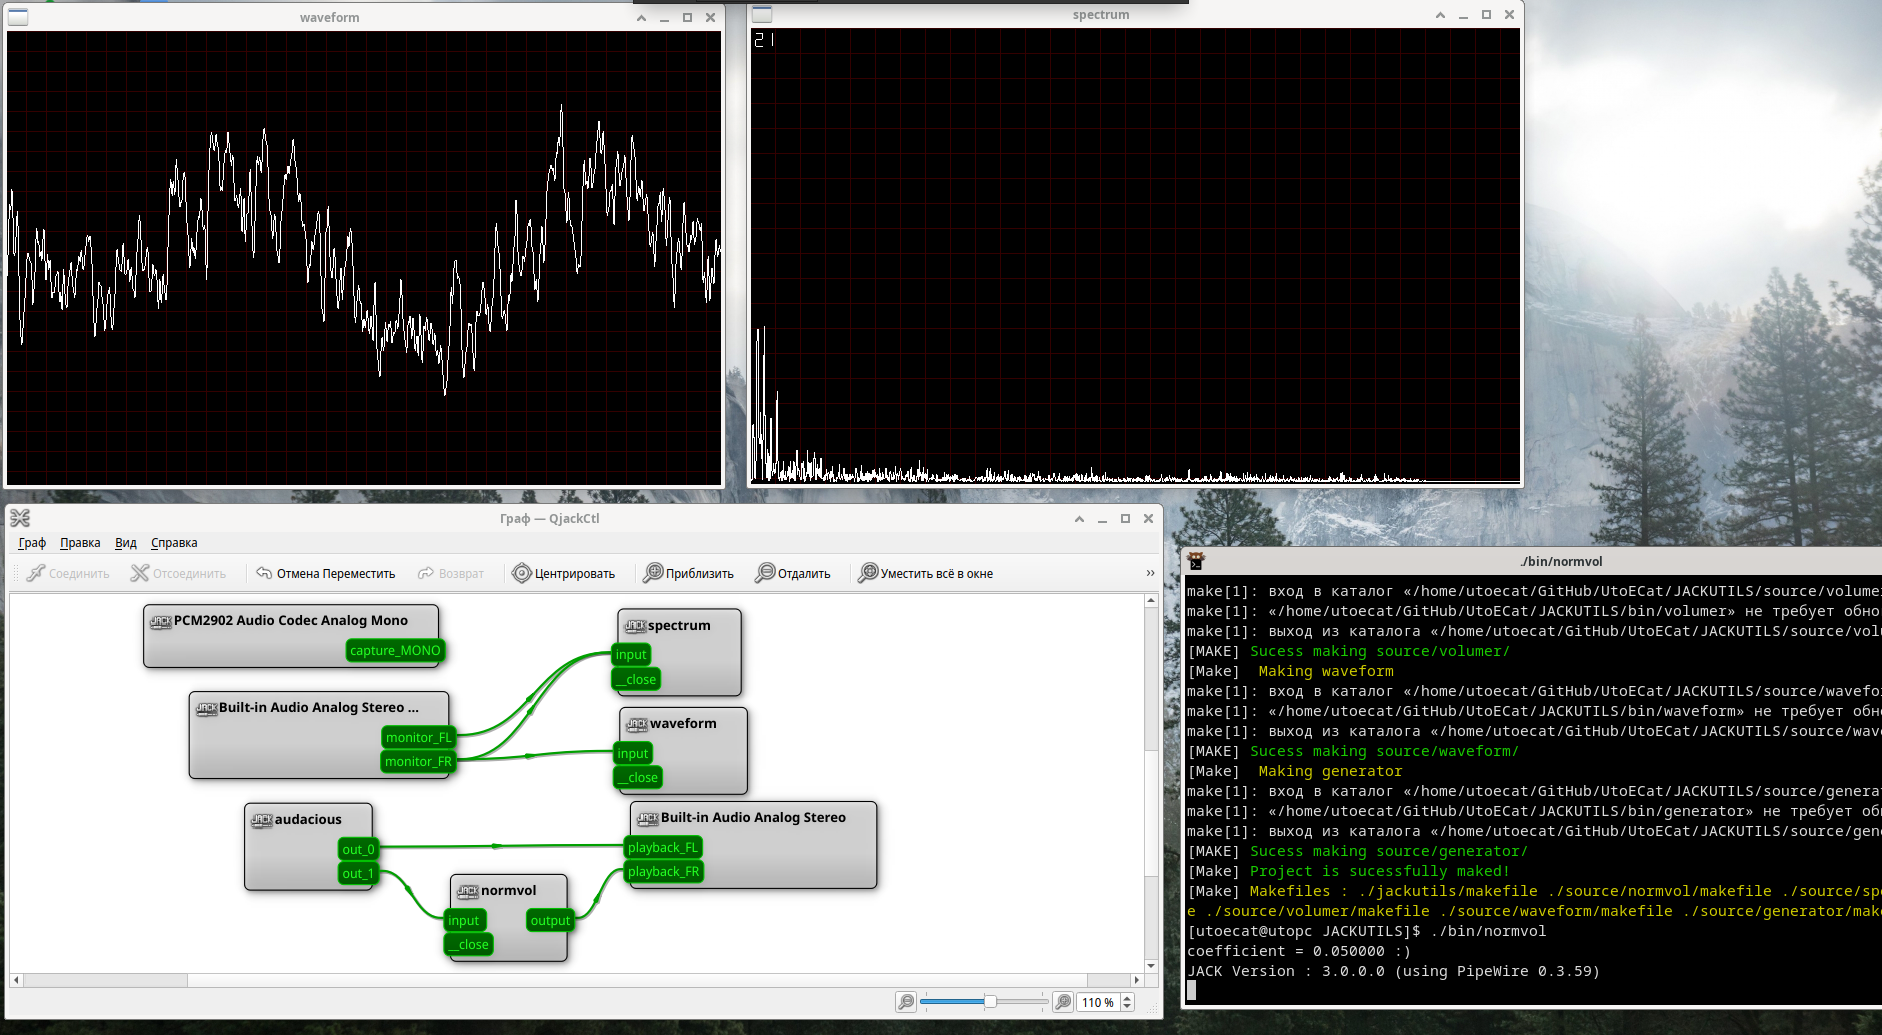 waveform
spectrum
21
Граф — QjackCtl
Граф Правка Вид Справка
Соединить Отсоединить Отмена Переместить Возврат Центрировать Приблизить Отдалить Уместить всё в окне »
PCM2902 Audio Codec Analog Mono
capture_MONO
Built-in Audio Analog Stereo ...
monitor_FL
monitor_FR
audacious
out_0
out_1
JACK normvol
input output
__close
JACK spectrum
input
__close
JACK waveform
input
__close
Built-in Audio Analog Stereo
playback_FL
playback_FR
110 %
./bin/normvol
make[1]: вход в каталог «/home/utoecat/GitHub/UtoECat/JACKUTILS/source/volume
make[1]: «/home/utoecat/GitHub/UtoECat/JACKUTILS/bin/volumer» не требует обно
make[1]: выход из каталога «/home/utoecat/GitHub/UtoECat/JACKUTILS/source/vol
[MAKE] Sucess making source/volumer/
[Make]  Making waveform
make[1]: вход в каталог «/home/utoecat/GitHub/UtoECat/JACKUTILS/source/wavefo
make[1]: «/home/utoecat/GitHub/UtoECat/JACKUTILS/bin/waveform» не требует обн
make[1]: выход из каталога «/home/utoecat/GitHub/UtoECat/JACKUTILS/source/wav
[MAKE] Sucess making source/waveform/
[Make]  Making generator
make[1]: вход в каталог «/home/utoecat/GitHub/UtoECat/JACKUTILS/source/genera
make[1]: «/home/utoecat/GitHub/UtoECat/JACKUTILS/bin/generator» не требует об
make[1]: выход из каталога «/home/utoecat/GitHub/UtoECat/JACKUTILS/source/gen
[MAKE] Sucess making source/generator/
[Make] Project is sucessfully maked!
[Make] Makefiles : ./jackutils/makefile ./source/normvol/makefile ./source/spe
e ./source/volumer/makefile ./source/waveform/makefile ./source/generator/mak
[utoecat@utopc JACKUTILS]$ ./bin/normvol
coefficient = 0.050000 :)
JACK Version : 3.0.0.0 (using PipeWire 0.3.59)